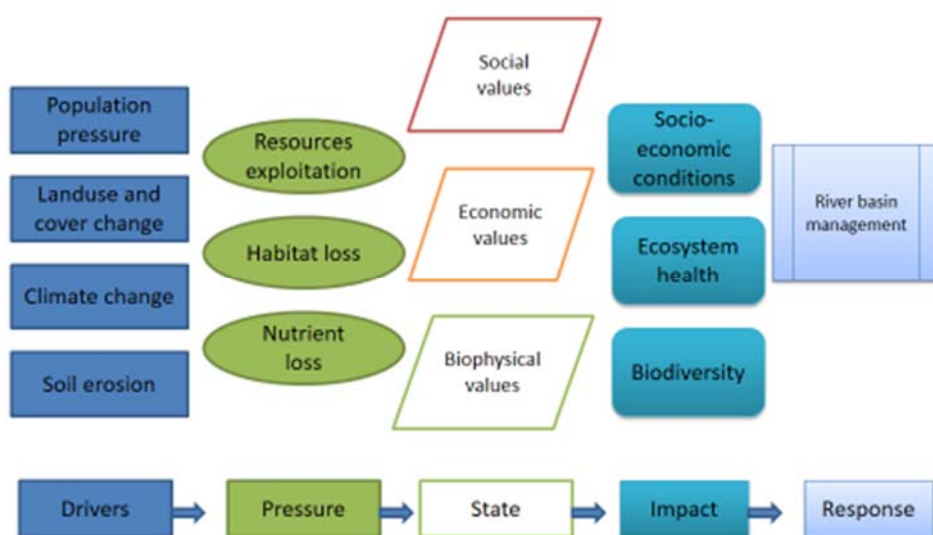 Population
pressure
Landuse and
cover change
Climate change
Soil erosion
Resources
exploitation
Habitat loss
Nutrient
loss
Social
values
Economic
values
Biophysical
values
Socio-
economic
conditions
Ecosystem
health
Biodiversity
River basin
management
Drivers
Pressure
State
Impact
Response